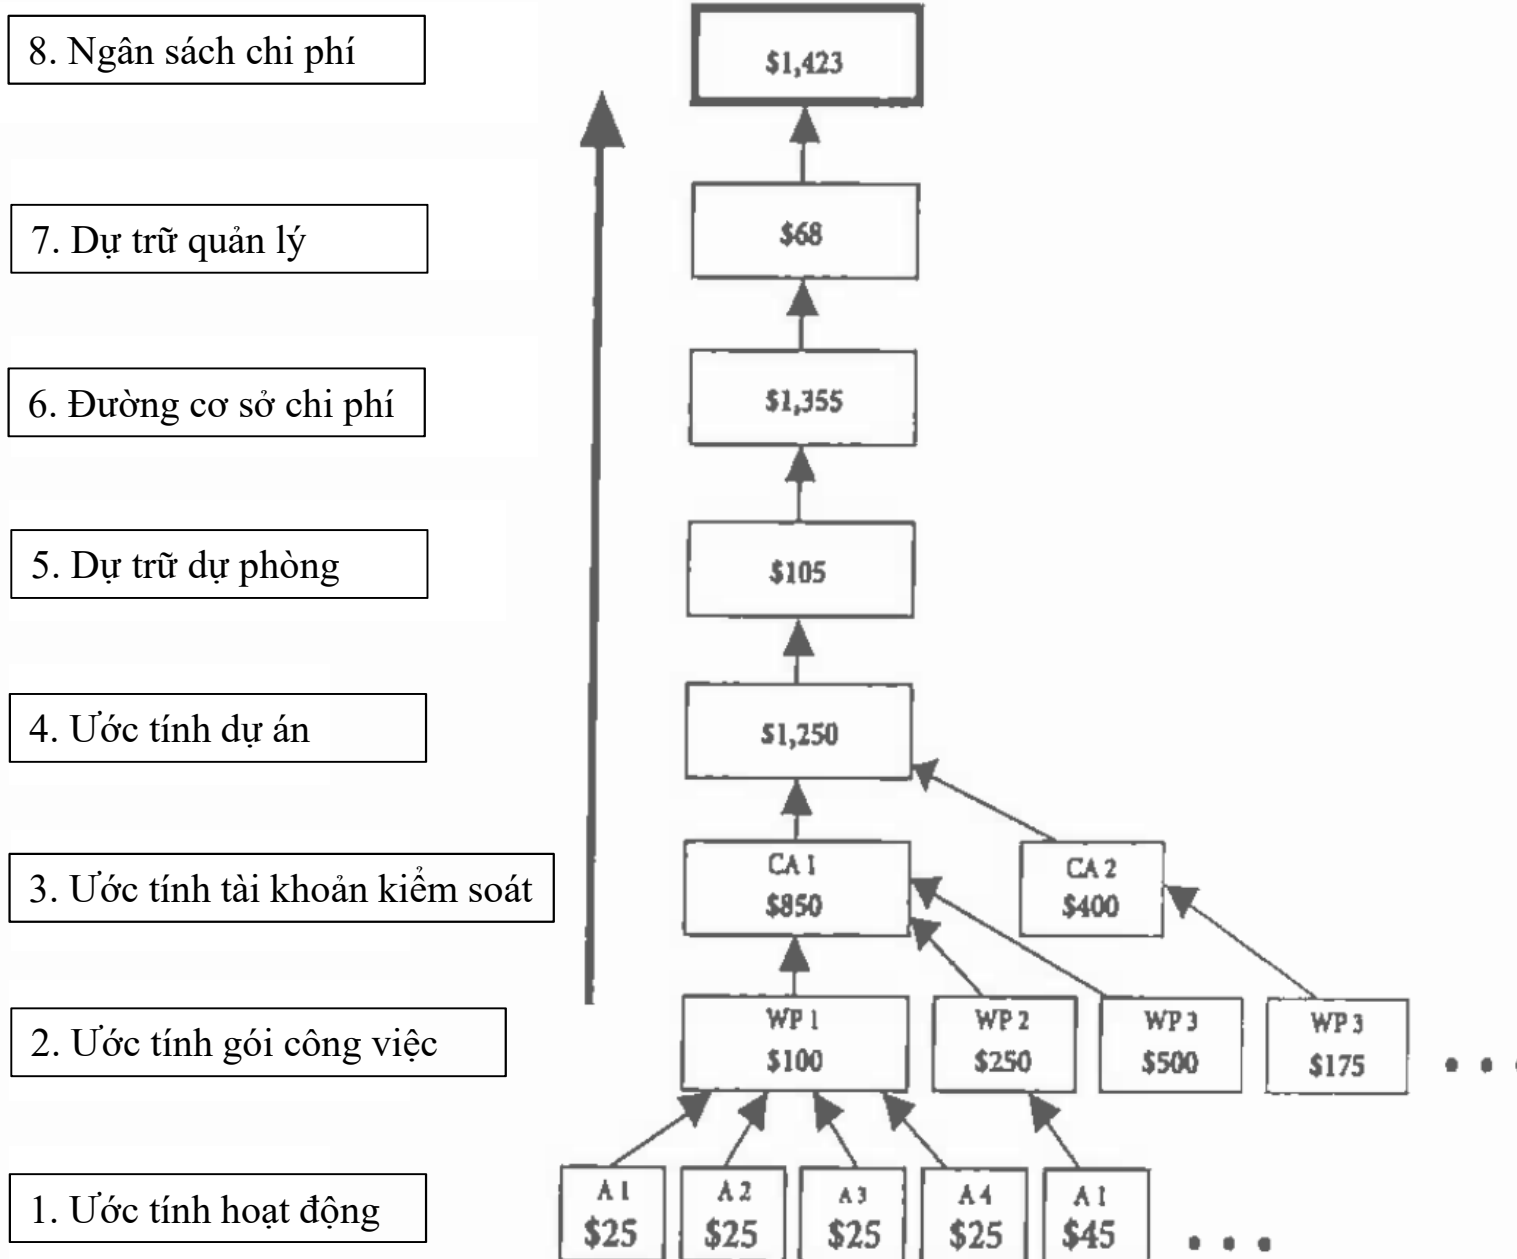 8. Ngân sách chi phí
$1,423
7. Dự trữ quản lý
$68
6. Đường cơ sở chi phí
$1,355
5. Dự trữ dự phòng
$105
4. Ước tính dự án
$1,250
3. Ước tính tài khoản kiểm soát
CA 1
$850
CA 2
$400
2. Ước tính gói công việc
WP 1
$100
WP 2
$250
WP 3
$500
WP 3
$175
• • •
1. Ước tính hoạt động
A 1
$25
A 2
$25
A 3
$25
A 4
$25
A 1
$45
• • •